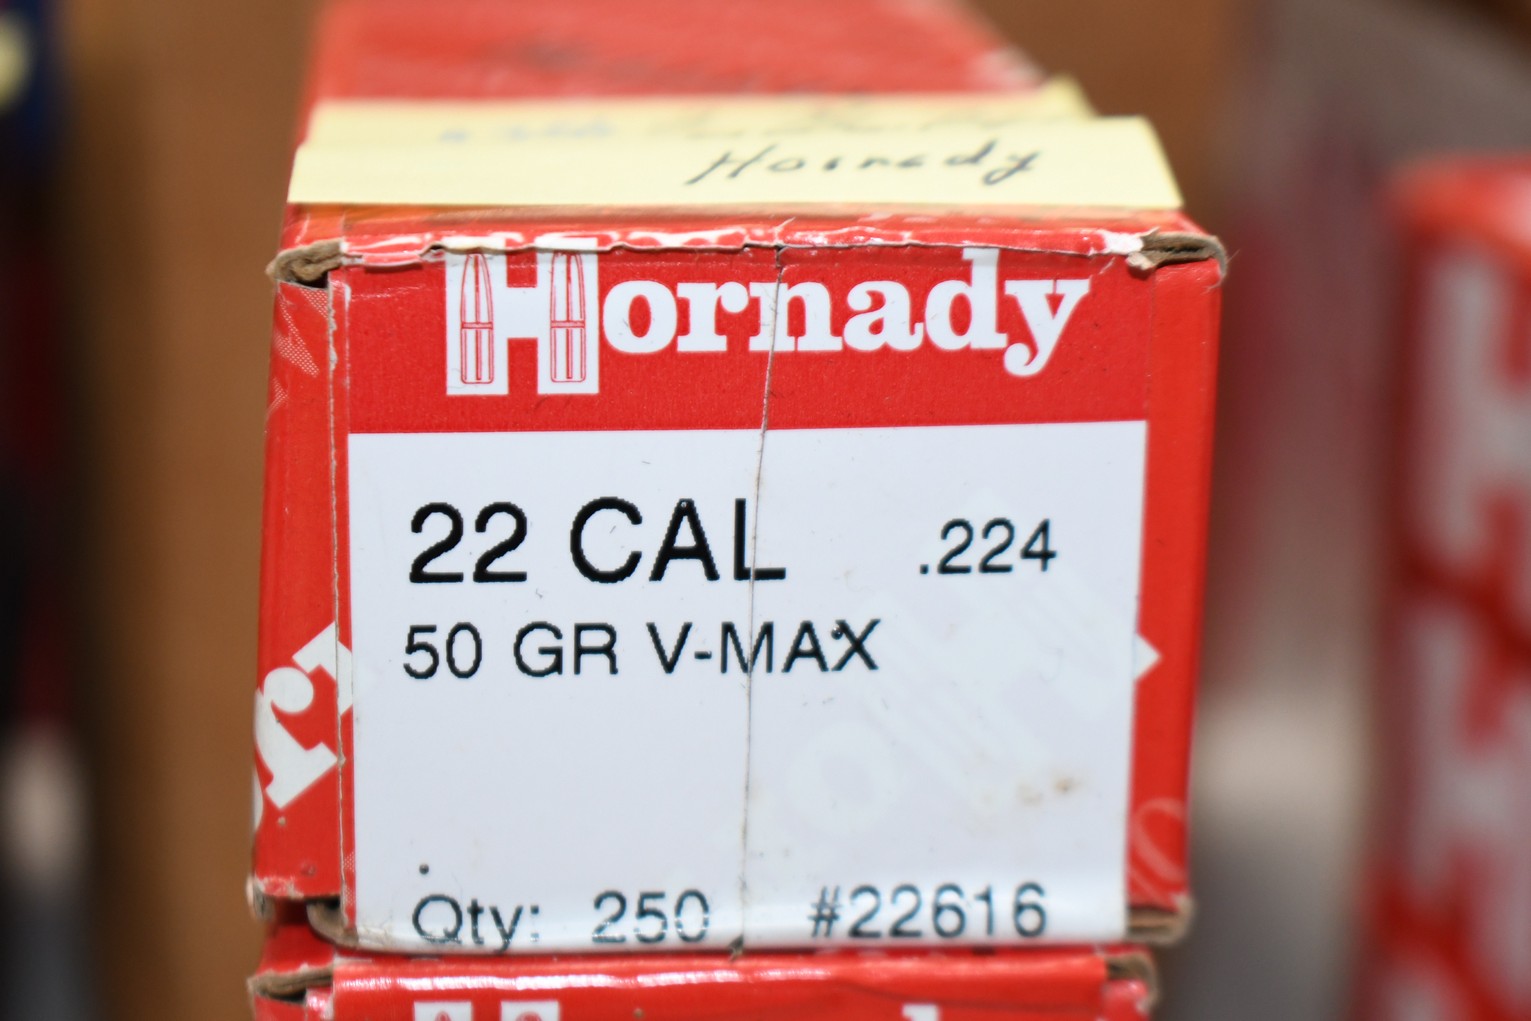 Hornady
Hornady
22 CAL .224
50 GR V-MAX
Qty: 250 #22616